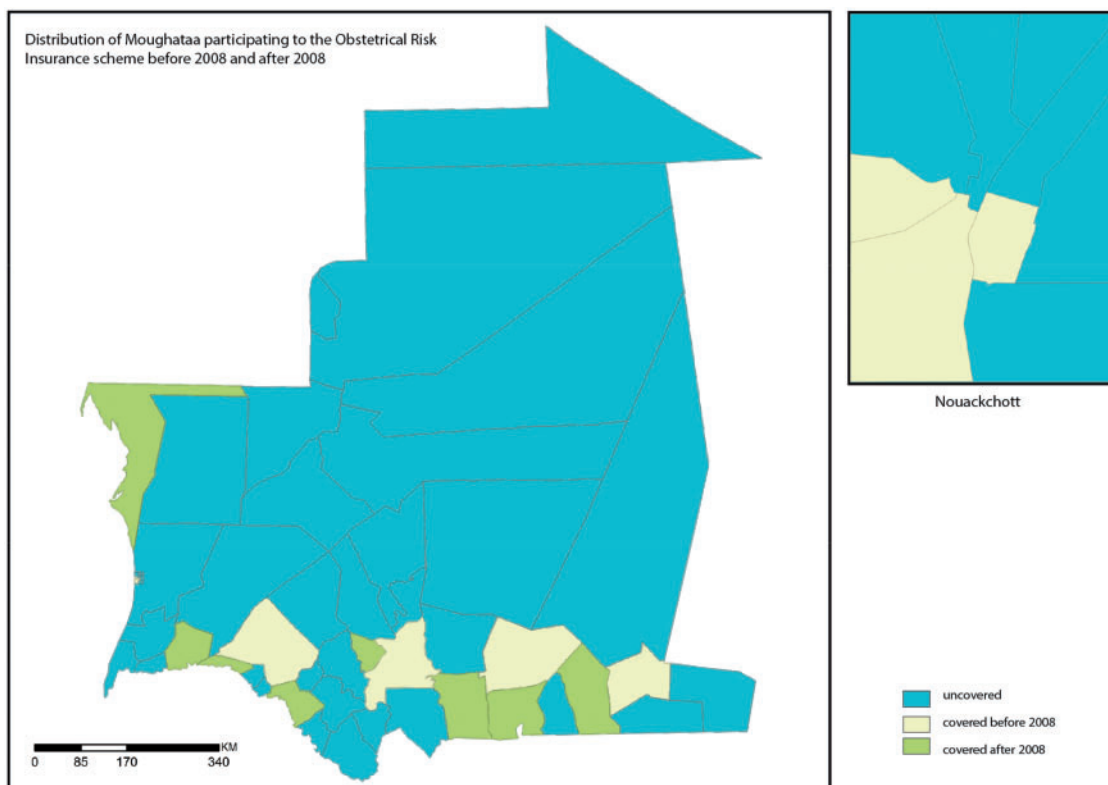 Distribution of Moughataa participating to the Obstetrical Risk
Insurance scheme before 2008 and after 2008
Nouackchott
uncovered
covered before 2008
covered after 2008
KM
0 85 170 340